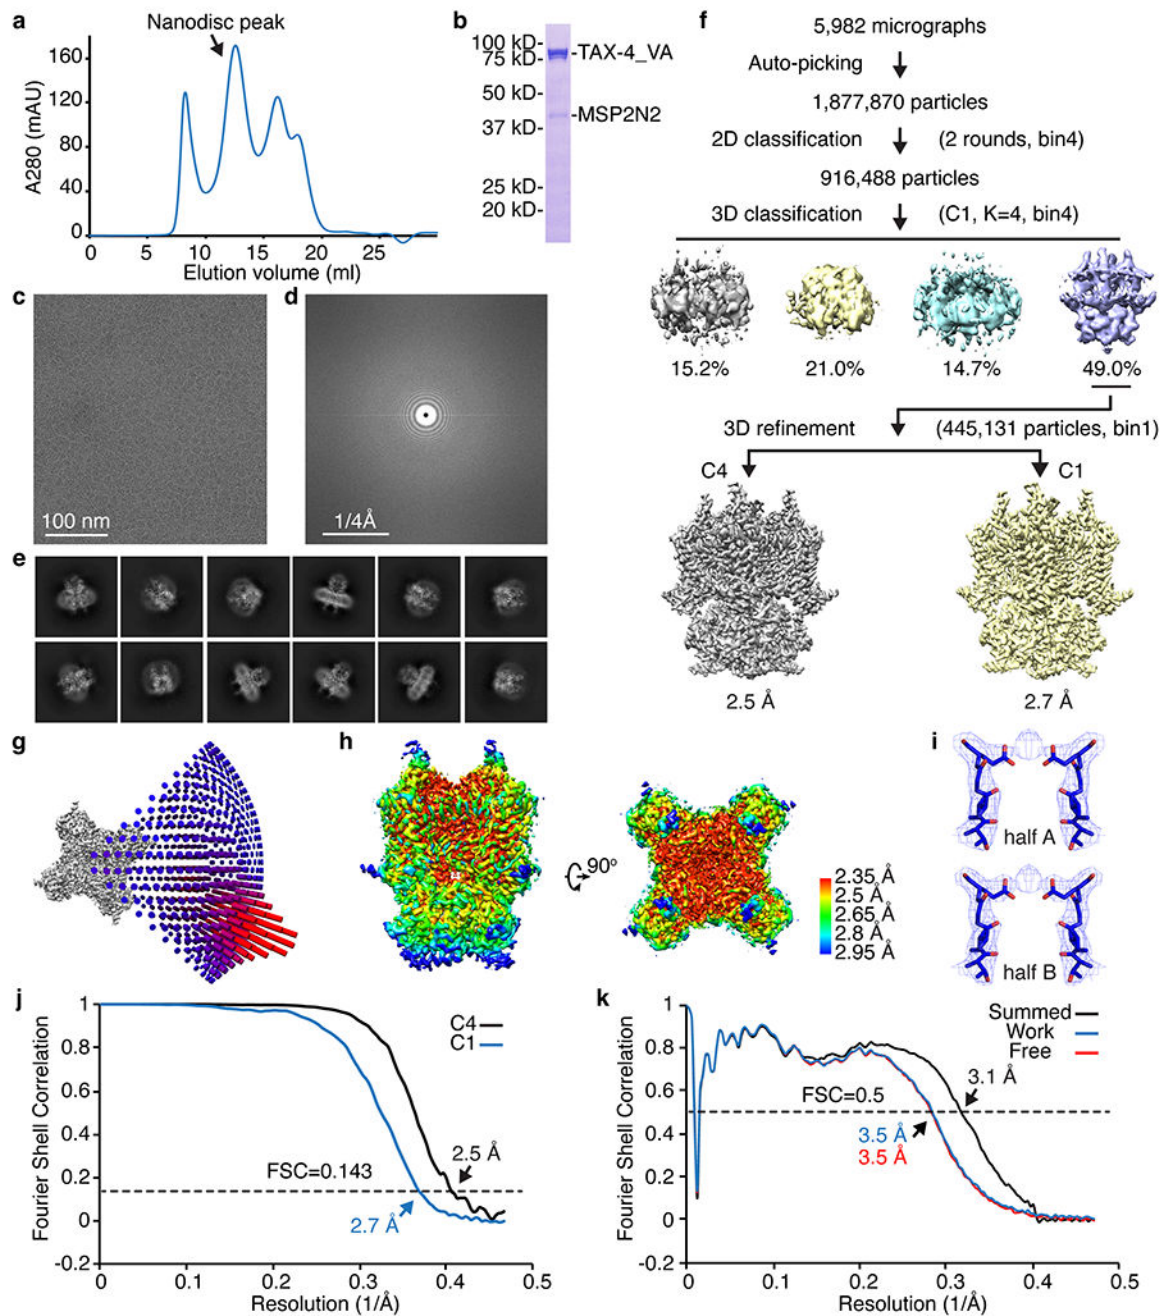 a
Nanodisc peak
160
120
80
40
0
A280 (mAU)
0 5 10 15 20 25
Elution volume (ml)
b
100 kD-
75 kD-
50 kD-
37 kD-
25 kD-
20 kD-
-TAX-4_VA
-MSP2N2
c
100 nm
d
1/4Å
e
f
5,982 micrographs
Auto-picking
1,877,870 particles
2D classification (2 rounds, bin4)
916,488 particles
3D classification (C1, K=4, bin4)
15.2% 21.0% 14.7% 49.0%
3D refinement (445,131 particles, bin1)
C4 C1
2.5 Å 2.7 Å
g
h
90º
2.35 Å
2.5 Å
2.65 Å
2.8 Å
2.95 Å
i
half A
half B
j
1
0.8
0.6
0.4
0.2
0
-0.2
Fourier Shell Correlation
C4
C1
FSC=0.143
2.5 Å
2.7 Å
0 0.1 0.2 0.3 0.4 0.5
Resolution (1/Å)
k
1
0.8
0.6
0.4
0.2
0
-0.2
Fourier Shell Correlation
Summed
Work
Free
FSC=0.5
3.1 Å
3.5 Å
3.5 Å
0 0.1 0.2 0.3 0.4 0.5
Resolution (1/Å)